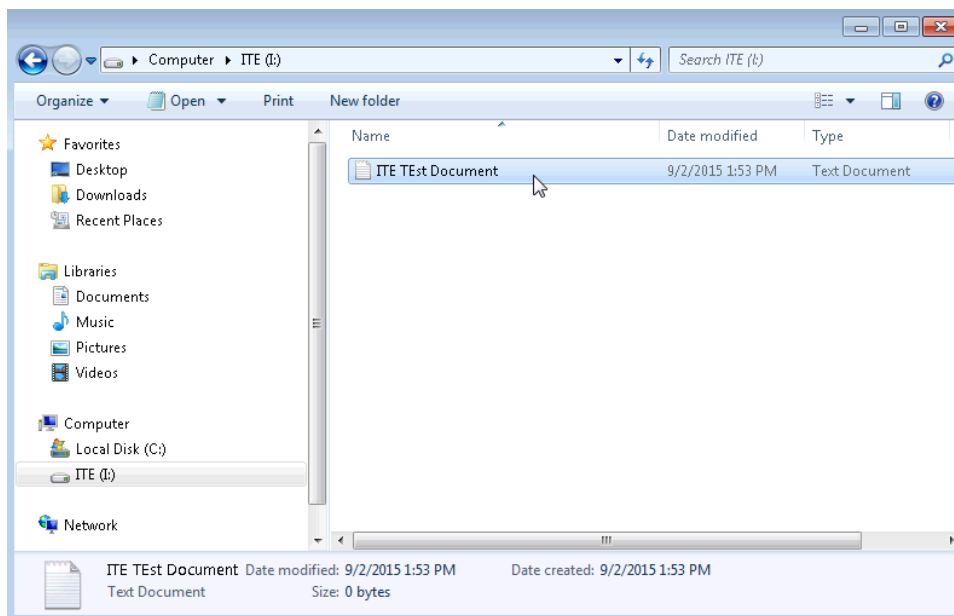 Computer ITE (I:) Search ITE (I:)
Organize Open Print New folder
Favorites
Desktop
Downloads
Recent Places
Libraries
Documents
Music
Pictures
Videos
Computer
Local Disk (C:)
ITE (I:)
Network
Name Date modified Type
ITE TEst Document 9/2/2015 1:53 PM Text Document
ITE TEst Document Date modified: 9/2/2015 1:53 PM Date created: 9/2/2015 1:53 PM
Text Document Size: 0 bytes